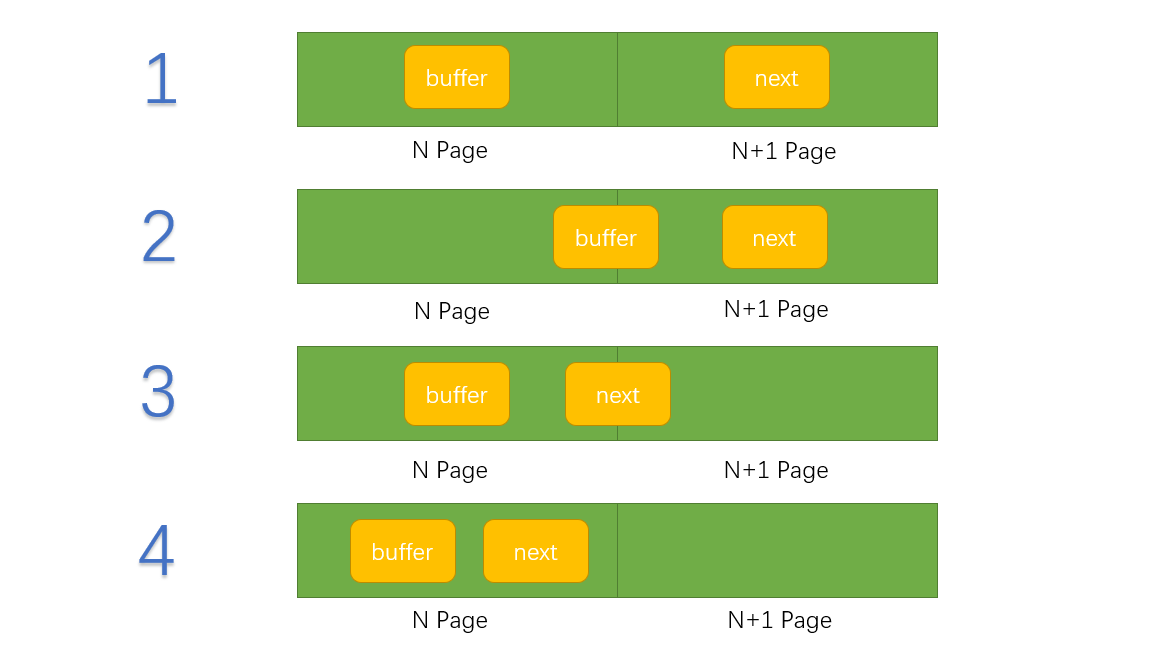 1
buffer
next
N Page
N+1 Page
2
buffer
next
N Page
N+1 Page
3
buffer
next
N Page
N+1 Page
4
buffer
next
N Page
N+1 Page